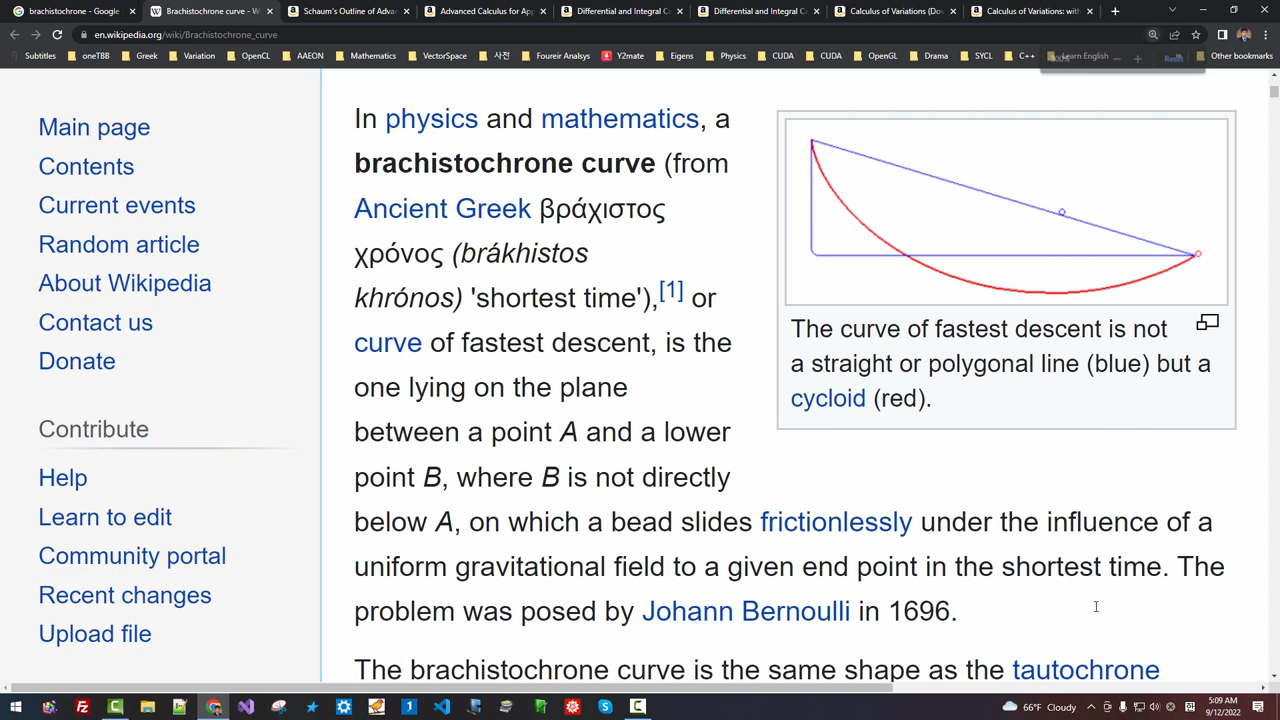 brachistochrone - Google
Brachistochrone curve - Wi
Schaum's Outline of Adva
Advanced Calculus for App
Differential and Integral C
Differential and Integral C
Calculus of Variations (Dov
Calculus of Variations: with
en.wikipedia.org/wiki/Brachistochrone_curve
Subtitles
oneTBB
Greek
Variation
OpenCL
AAEON
Mathematics
VectorSpace
사전
Foureir Analsys
Y2mate
Eigens
Physics
CUDA
CUDA
OpenGL
Drama
SYCL
C++
Learn English
Other bookmarks
Reset
Main page
Contents
Current events
Random article
About Wikipedia
Contact us
Donate
Contribute
Help
Learn to edit
Community portal
Recent changes
Upload file
In physics and mathematics, a
brachistochrone curve (from
Ancient Greek βράχιστος
χρόνος (brákhistos
khrónos) 'shortest time'),[1] or
curve of fastest descent, is the
one lying on the plane
between a point A and a lower
point B, where B is not directly
below A, on which a bead slides frictionlessly under the influence of a
uniform gravitational field to a given end point in the shortest time. The
problem was posed by Johann Bernoulli in 1696.
The brachistochrone curve is the same shape as the tautochrone
The curve of fastest descent is not
a straight or polygonal line (blue) but a
cycloid (red).
66°F Cloudy
5:09 AM
9/12/2022